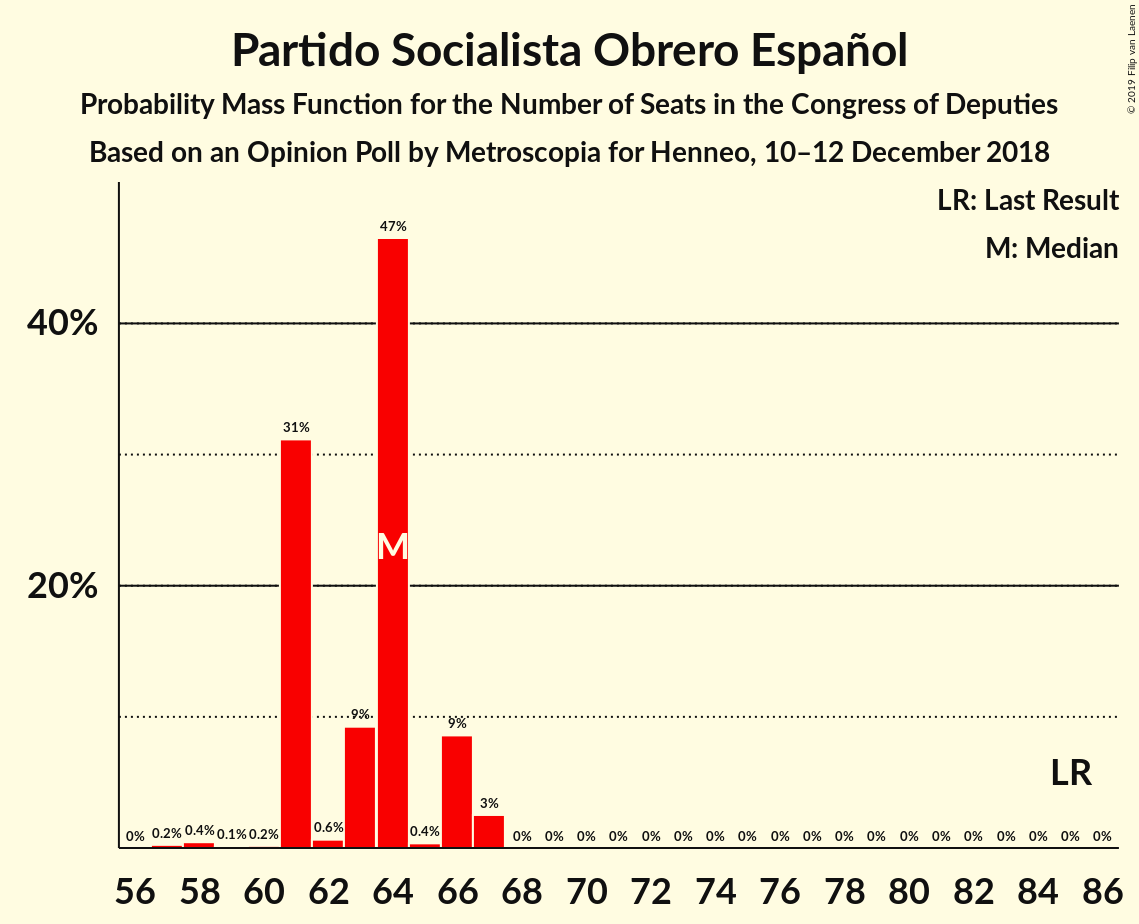 Partido Socialista Obrero Español
Probability Mass Function for the Number of Seats in the Congress of Deputies
Based on an Opinion Poll by Metroscopia for Henneo, 10–12 December 2018
© 2019 Filip van Laenen
LR: Last Result
M: Median
40%
20%
0% 0.2% 0.4% 0.1% 0.2% 31% 0.6% 9% 47% 0.4% 9% 3% 0% 0% 0% 0% 0% 0% 0% 0% 0% 0% 0% 0% 0% 0% 0% 0% 0% 0% 0%
M
LR
56 58 60 62 64 66 68 70 72 74 76 78 80 82 84 86